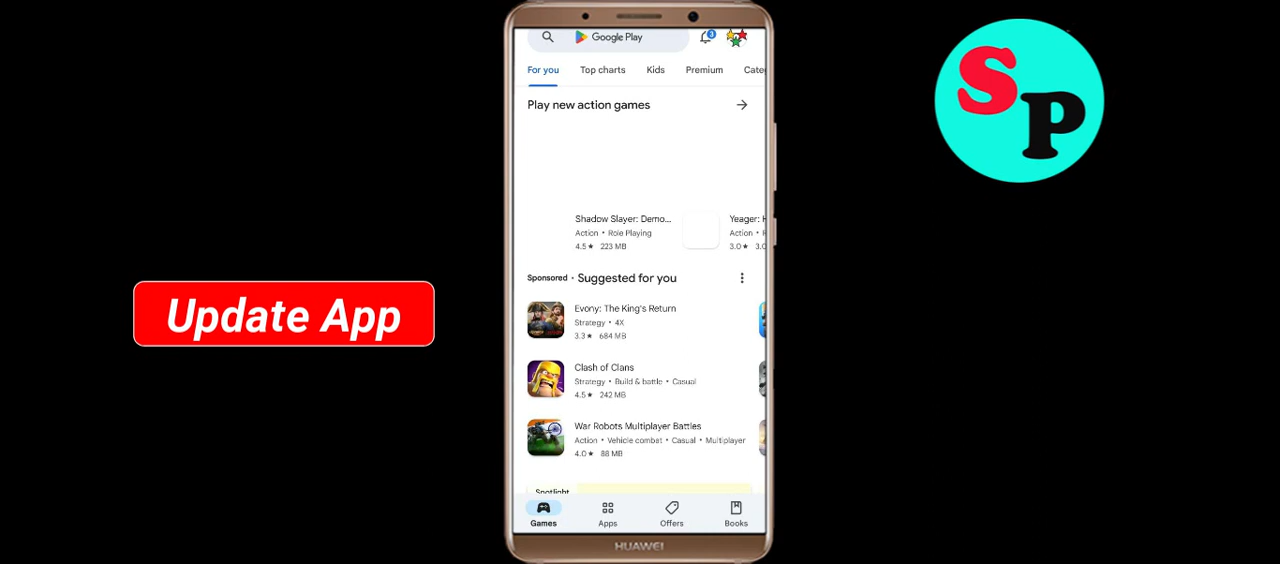 Google Play
3
For you
Top charts
Kids
Premium
Cate
Play new action games
Shadow Slayer: Demo...
Action • Role Playing
4.5★ 223 MB
Yeager: H
Action • R
3.0★ 3.0
Sponsored • Suggested for you
Evony: The King's Return
Strategy • 4X
3.3★ 684 MB
Clash of Clans
Strategy • Build & battle • Casual
4.5★ 242 MB
War Robots Multiplayer Battles
Action • Vehicle combat • Casual • Multiplayer
4.0★ 88 MB
Spotlight
Games
Apps
Offers
Books
HUAWEI
Update App
SP